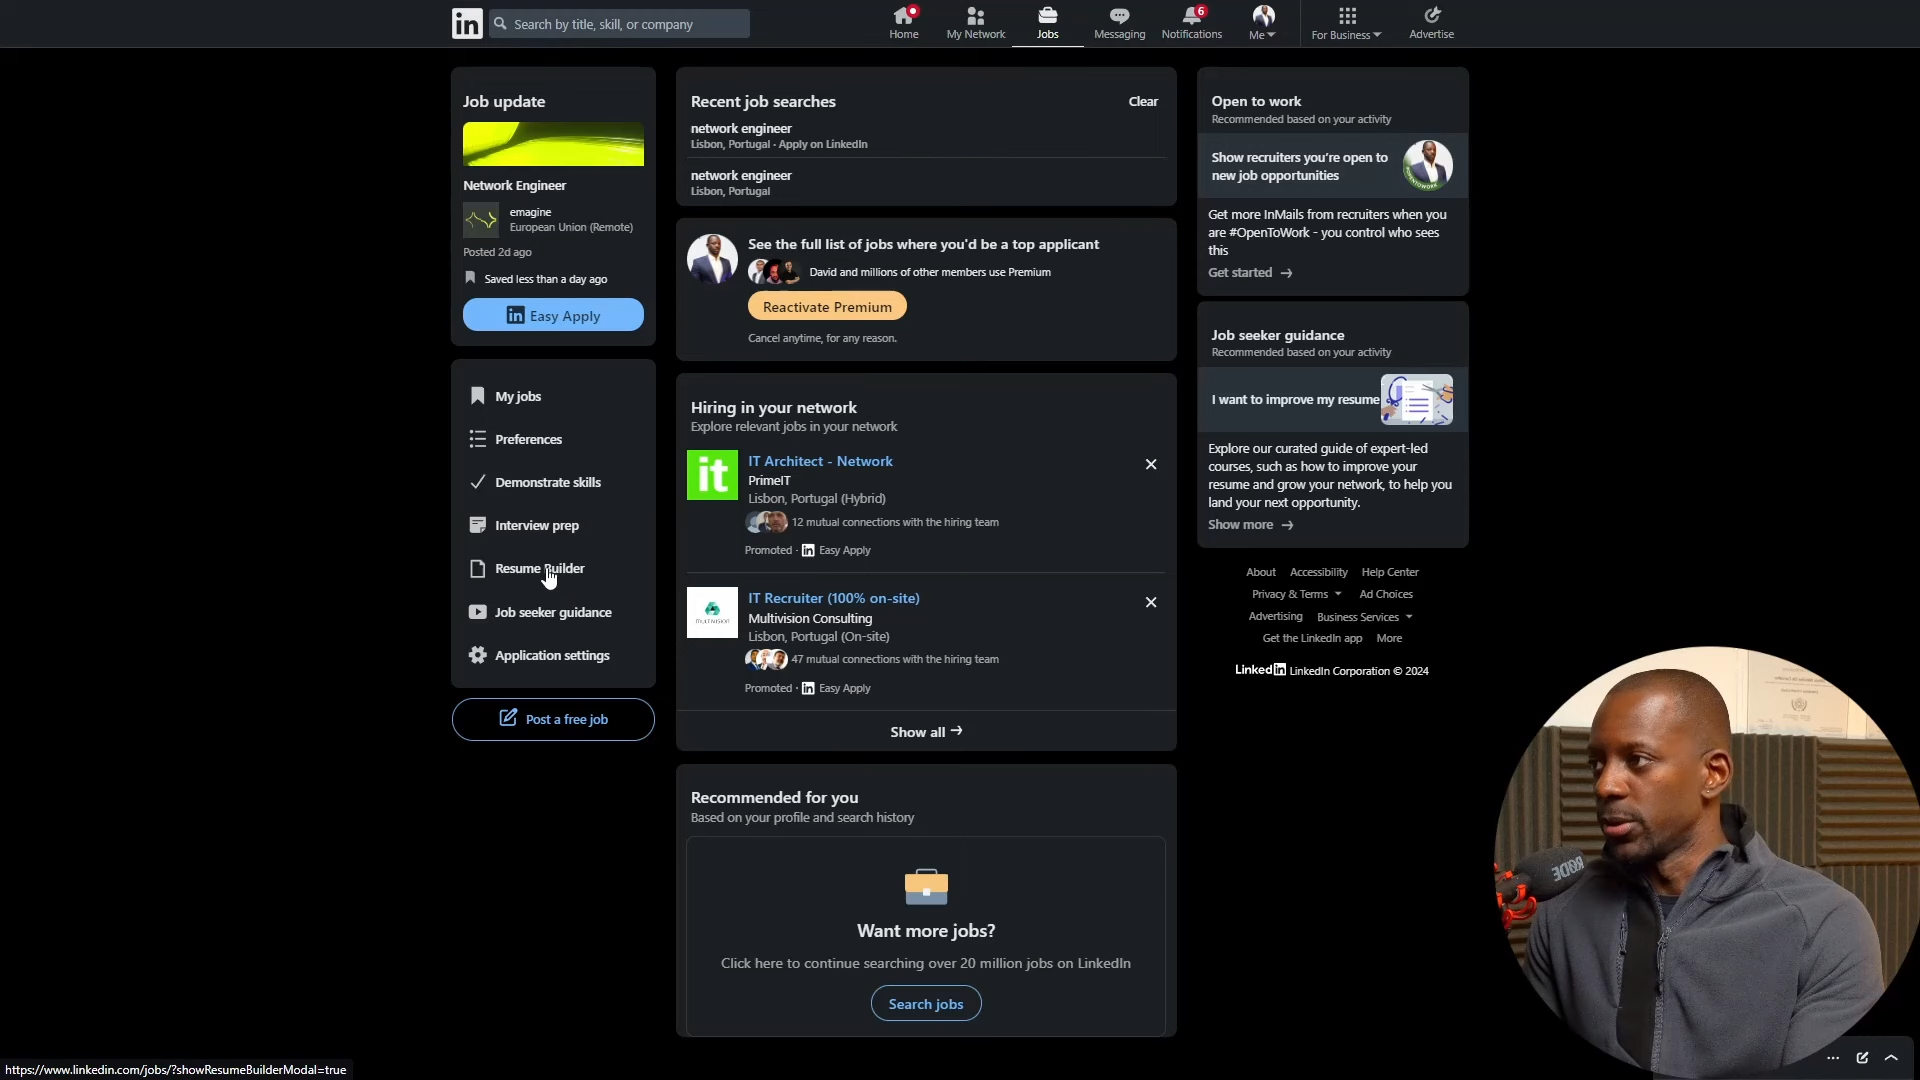 in
Search by title, skill, or company
Home
My Network
Jobs
Messaging
6
Notifications
Me
For Business
Advertise
Job update
Network Engineer
emagine
European Union (Remote)
Posted 2d ago
Saved less than a day ago
in Easy Apply
My jobs
Preferences
Demonstrate skills
Interview prep
Resume Builder
Job seeker guidance
Application settings
Post a free job
Recent job searches
Clear
network engineer
Lisbon, Portugal · Apply on LinkedIn
network engineer
Lisbon, Portugal
See the full list of jobs where you'd be a top applicant
David and millions of other members use Premium
Reactivate Premium
Cancel anytime, for any reason.
Hiring in your network
Explore relevant jobs in your network
it
IT Architect - Network
PrimeIT
Lisbon, Portugal (Hybrid)
12 mutual connections with the hiring team
Promoted · in Easy Apply
MULTIVISION
IT Recruiter (100% on-site)
Multivision Consulting
Lisbon, Portugal (On-site)
47 mutual connections with the hiring team
Promoted · in Easy Apply
Show all →
Recommended for you
Based on your profile and search history
Want more jobs?
Click here to continue searching over 20 million jobs on LinkedIn
Search jobs
Open to work
Recommended based on your activity
Show recruiters you're open to
new job opportunities
#OPENTOWORK
Get more InMails from recruiters when you
are #OpenToWork - you control who sees
this
Get started →
Job seeker guidance
Recommended based on your activity
I want to improve my resume
Explore our curated guide of expert-led
courses, such as how to improve your
resume and grow your network, to help you
land your next opportunity.
Show more →
About Accessibility Help Center
Privacy & Terms Ad Choices
Advertising Business Services
Get the LinkedIn app More
LinkedIn LinkedIn Corporation © 2024
RØDE
https://www.linkedin.com/jobs/?showResumeBuilderModal=true